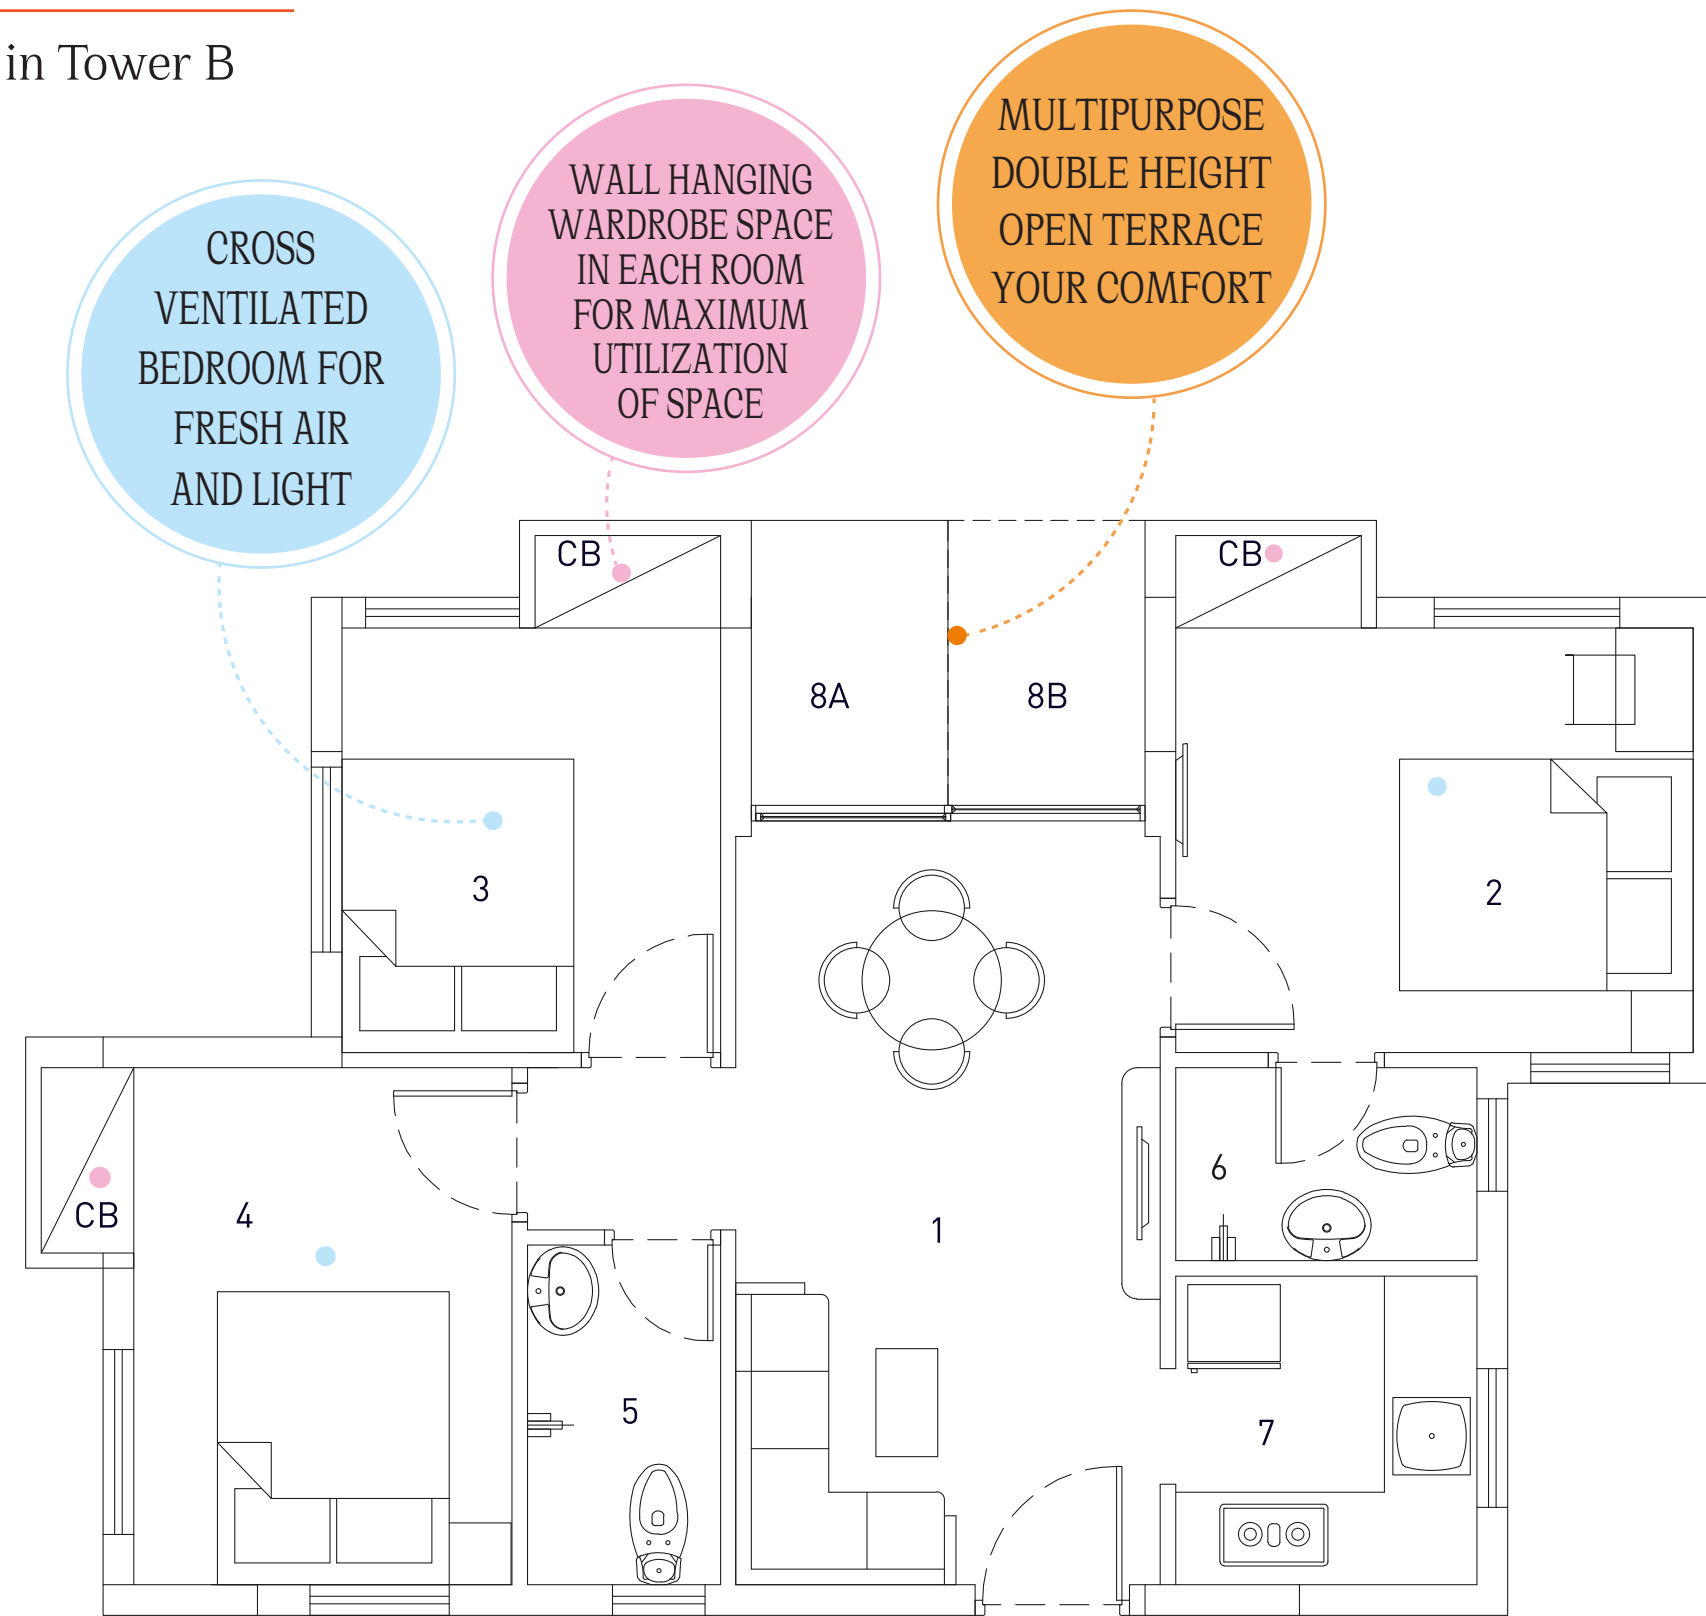 in Tower B
CROSS
VENTILATED
BEDROOM FOR
FRESH AIR
AND LIGHT
WALL HANGING
WARDROBE SPACE
IN EACH ROOM
FOR MAXIMUM
UTILIZATION
OF SPACE
MULTIPURPOSE
DOUBLE HEIGHT
OPEN TERRACE
YOUR COMFORT
CB
CB
8A
8B
3
2
CB
4
6
1
5
7